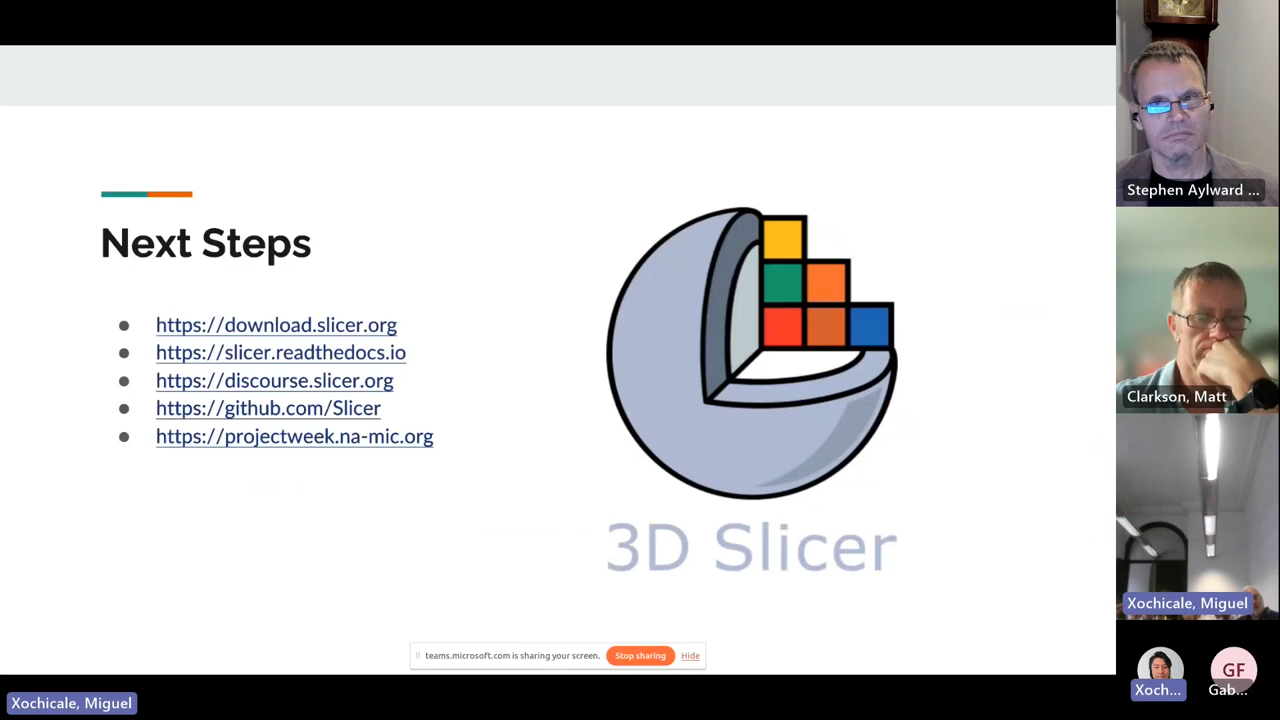 Next Steps
https://download.slicer.org
https://slicer.readthedocs.io
https://discourse.slicer.org
https://github.com/Slicer
https://projectweek.na-mic.org
3D Slicer
teams.microsoft.com is sharing your screen.
Stop sharing
Hide
Xochicale, Miguel
Stephen Aylward ...
Clarkson, Matt
Xochicale, Miguel
Xoch...
GF
Gab...